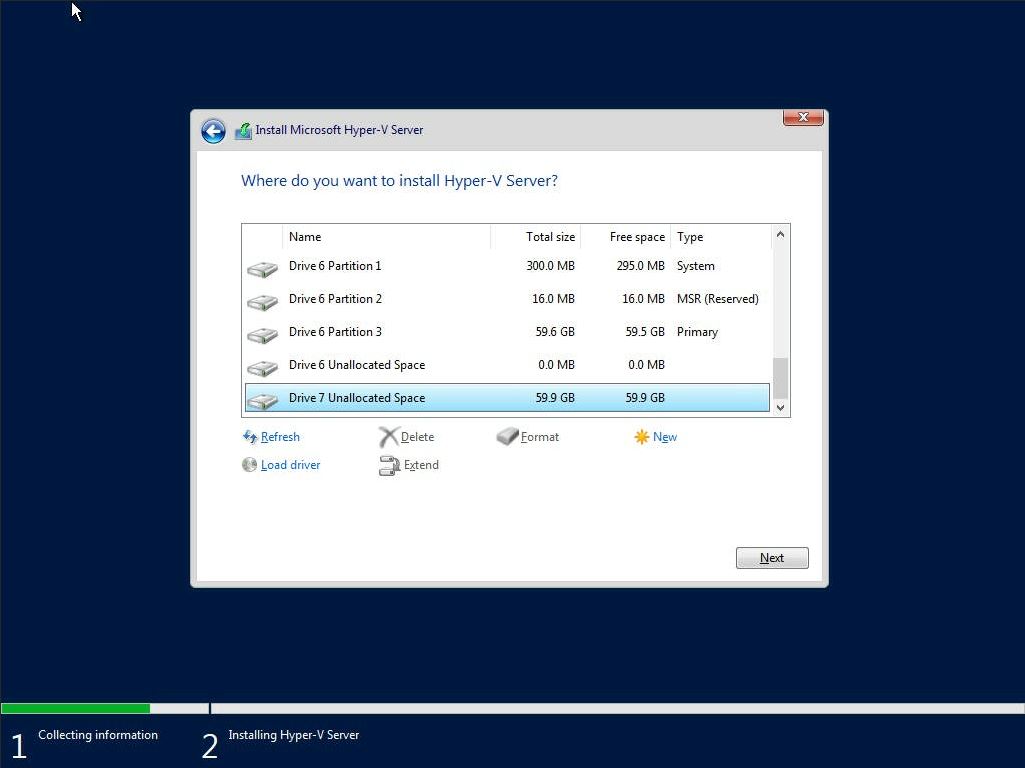 Install Microsoft Hyper-V Server
Where do you want to install Hyper-V Server?
Name Total size Free space Type
Drive 6 Partition 1 300.0 MB 295.0 MB System
Drive 6 Partition 2 16.0 MB 16.0 MB MSR (Reserved)
Drive 6 Partition 3 59.6 GB 59.5 GB Primary
Drive 6 Unallocated Space 0.0 MB 0.0 MB
Drive 7 Unallocated Space 59.9 GB 59.9 GB
Refresh Delete Format New
Load driver Extend
Next
1 Collecting information 2 Installing Hyper-V Server